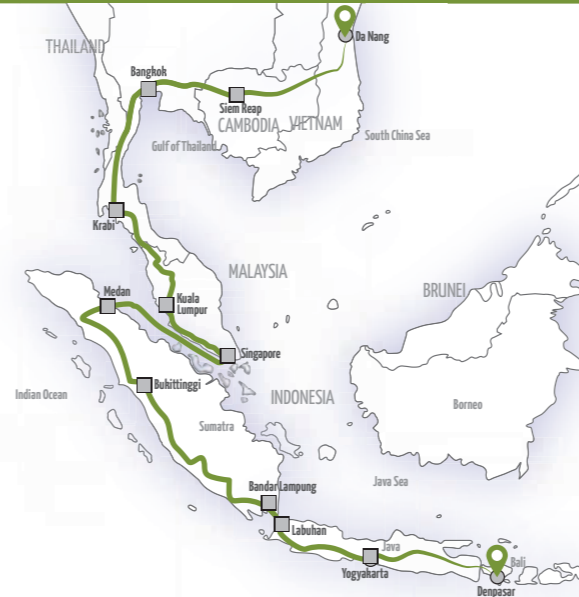 Da Nang
THAILAND
Bangkok
Siem Reap
CAMBODIA
VIETNAM
South China Sea
Gulf of Thailand
Krabi
MALAYSIA
Medan
BRUNEI
Kuala
Lumpur
Singapore
Bukittinggi
Indian Ocean
INDONESIA
Borneo
Sumatra
Java Sea
Bandar Lampung
Labuhan
Java
Yogyakarta
Bali
Denpasar